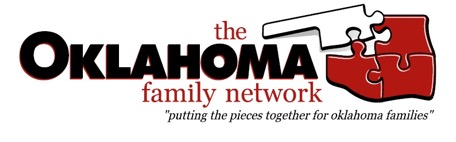 the
OKLAHOMA
family network
"putting the pieces together for oklahoma families"